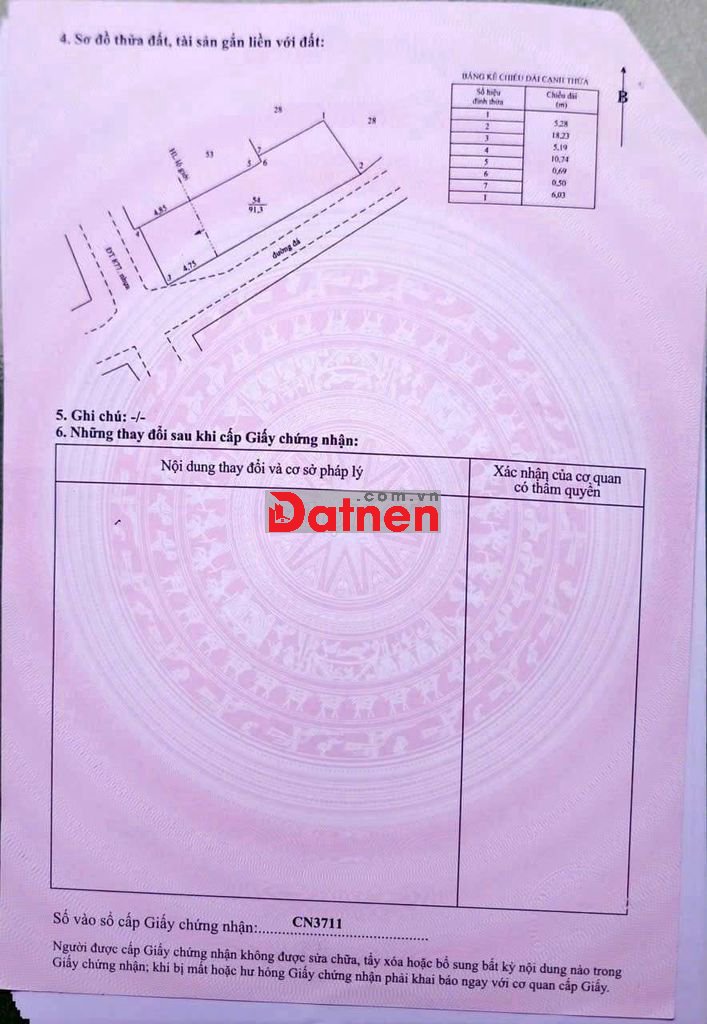 4. Sơ đồ thửa đất, tài sản gắn liền với đất:
BẢNG KÊ CHIỀU DÀI CẠNH THỬA
Số hiệu đỉnh thửa
Chiều dài (m)
1
5,28
2
18,23
3
5,19
4
10,74
5
0,69
6
0,50
7
6,03
1
B
28
1
28
53
7
5
6
2
HL lộ giới
4,85
54
91,3
4
3
4,75
đường đá
ĐT 877, nhựa
5. Ghi chú: -/-
6. Những thay đổi sau khi cấp Giấy chứng nhận:
Nội dung thay đổi và cơ sở pháp lý
Xác nhận của cơ quan
có thẩm quyền
.com.vn
Datnen
Số vào sổ cấp Giấy chứng nhận: CN3711
Người được cấp Giấy chứng nhận không được sửa chữa, tẩy xóa hoặc bổ sung bất kỳ nội dung nào trong
Giấy chứng nhận; khi bị mất hoặc hư hỏng Giấy chứng nhận phải khai báo ngay với cơ quan cấp Giấy.